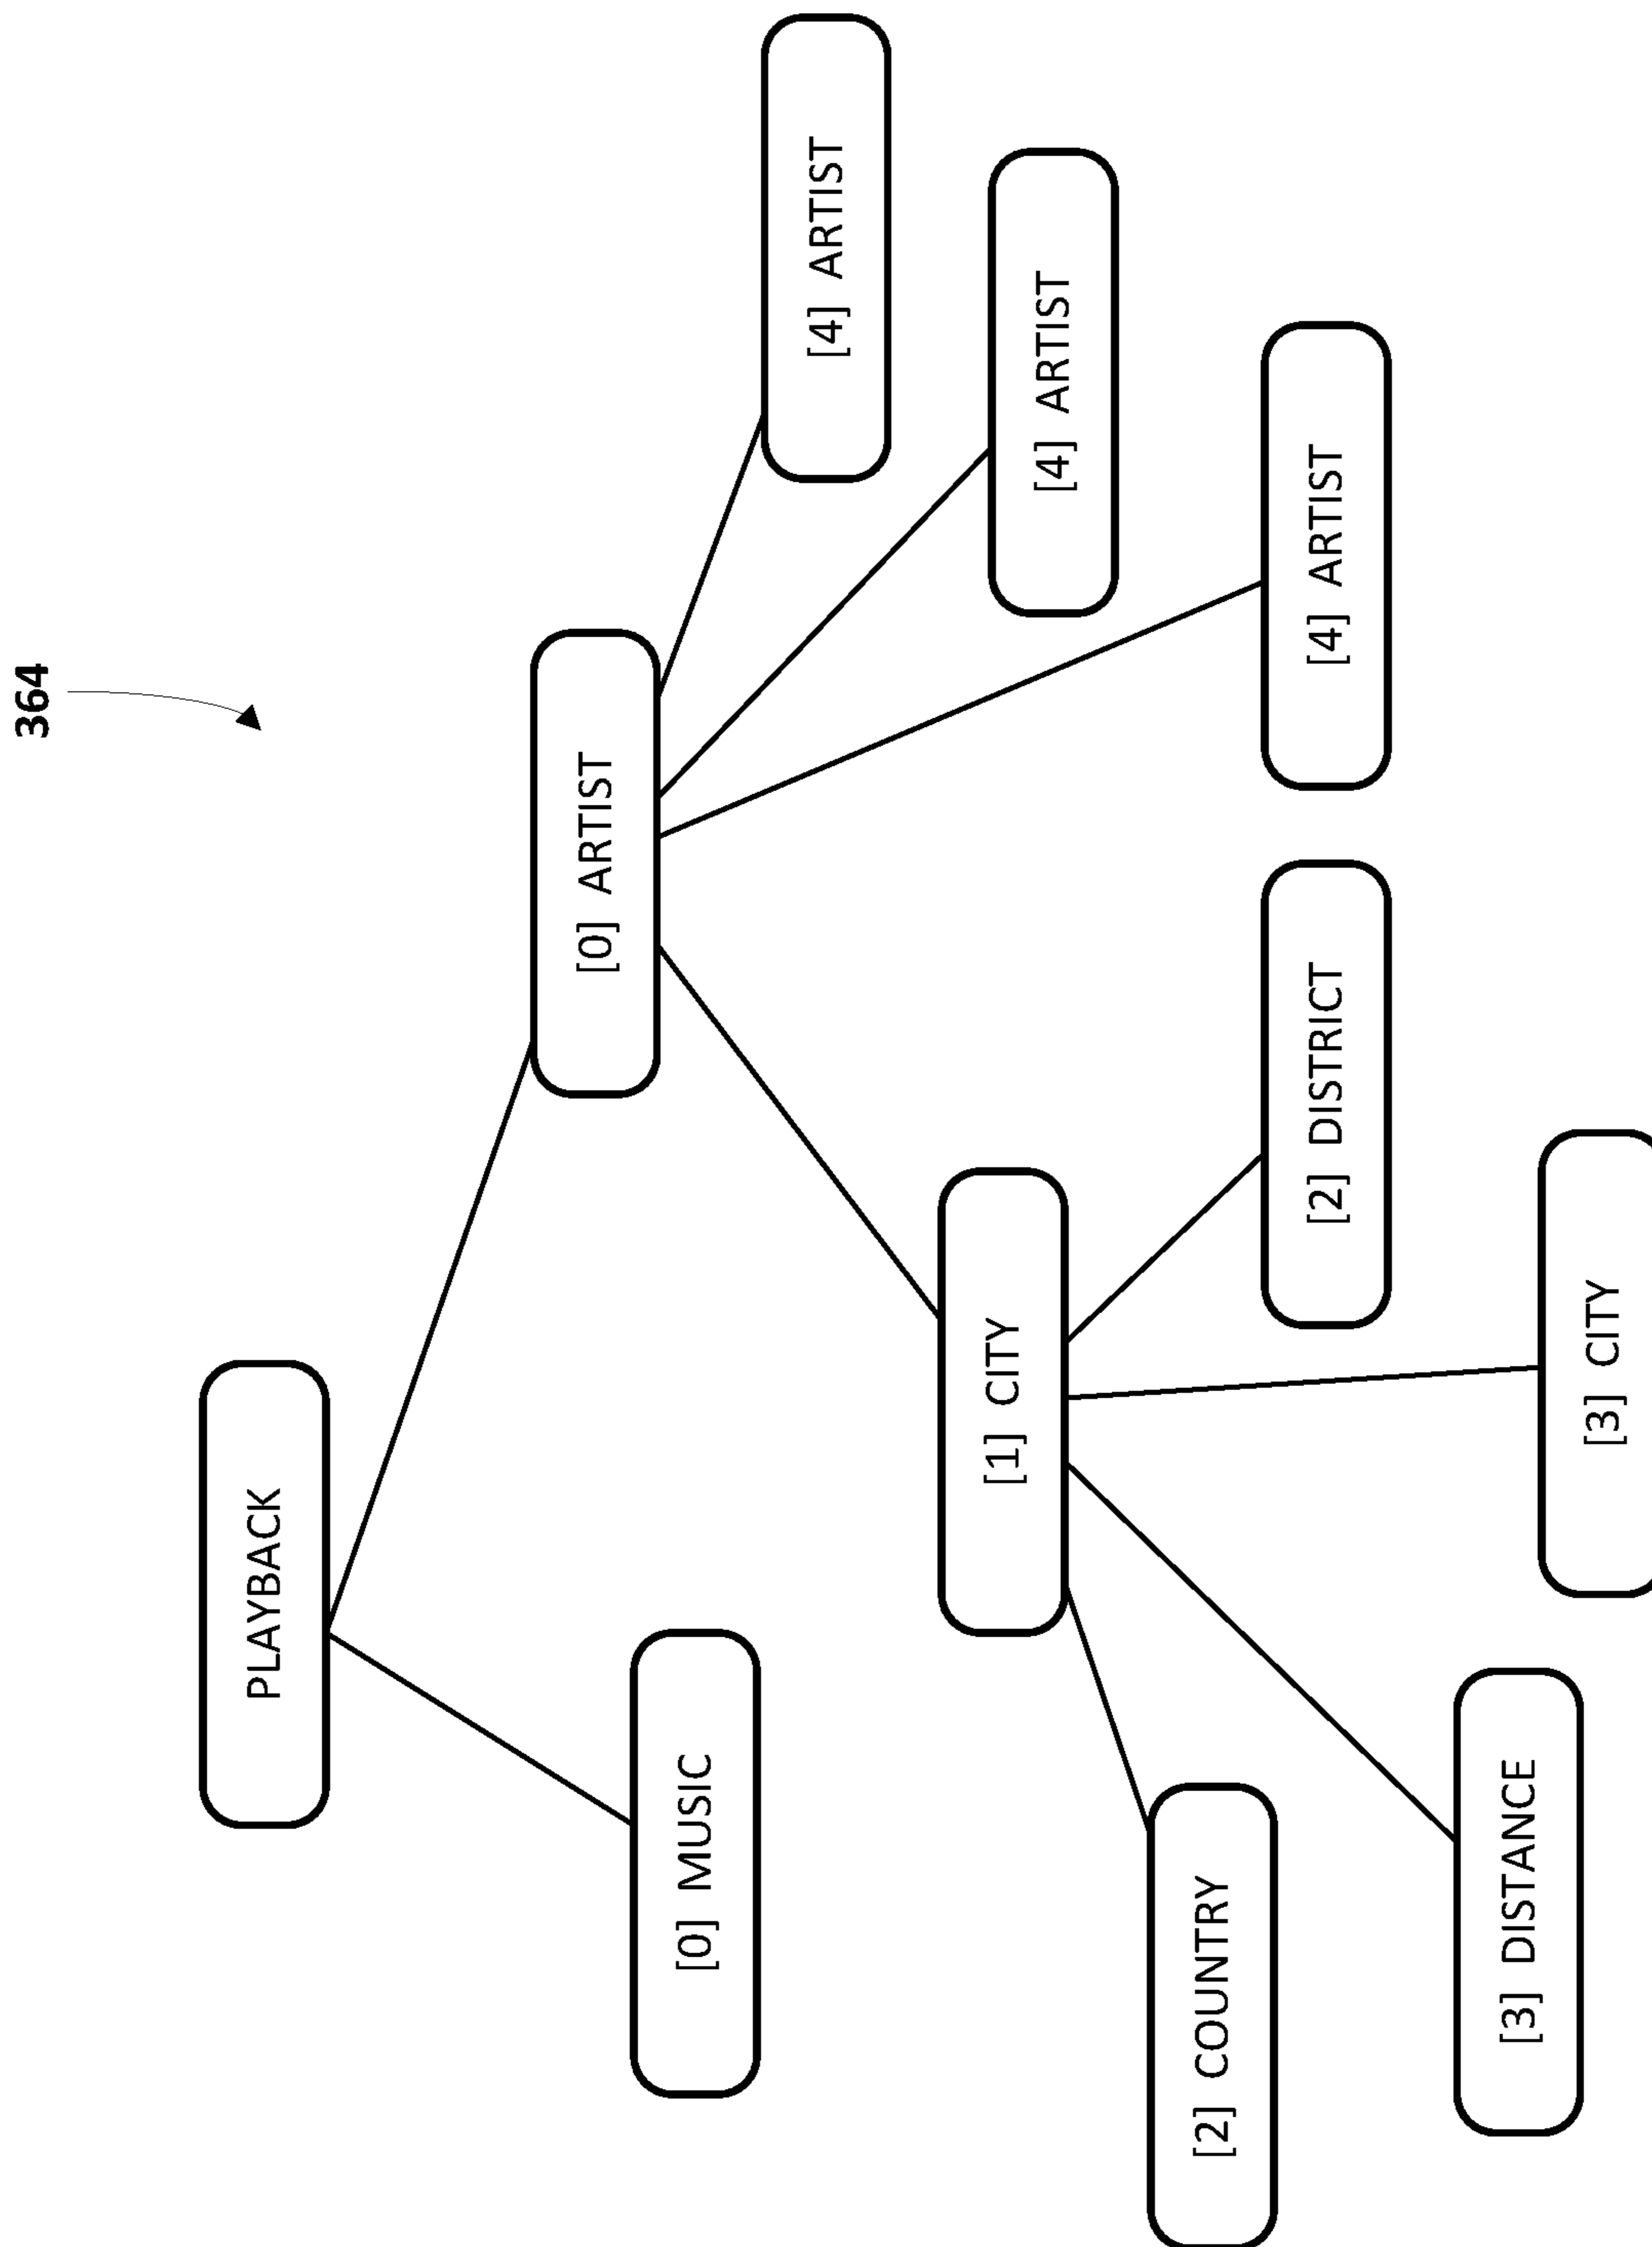 364
PLAYBACK
[0] ARTIST
[0] MUSIC
[4] ARTIST
[1] CITY
[4] ARTIST
[2] COUNTRY
[2] DISTRICT
[4] ARTIST
[3] DISTANCE
[3] CITY